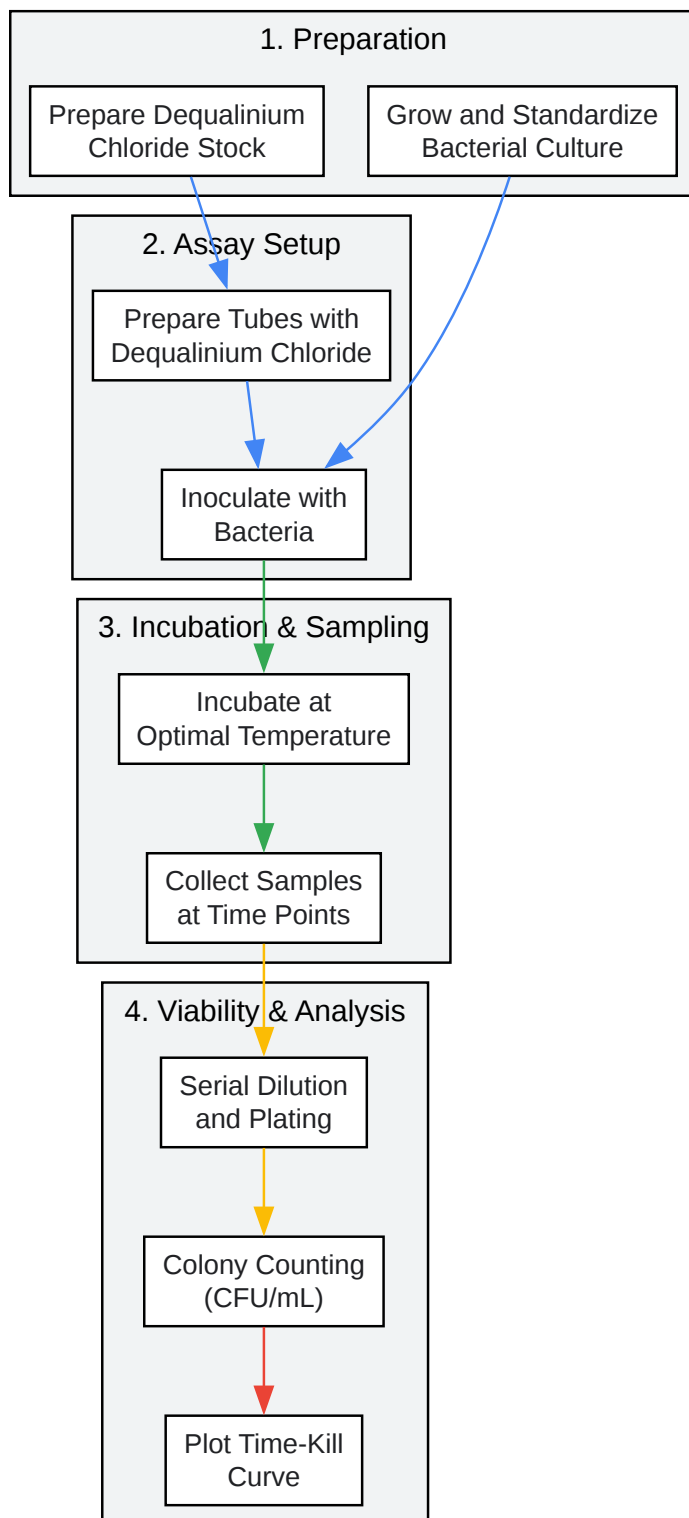 1. Preparation
Prepare Dequalinium
Chloride Stock
Grow and Standardize
Bacterial Culture
2. Assay Setup
Prepare Tubes with
Dequalinium Chloride
Inoculate with
Bacteria
3. Incubation & Sampling
Incubate at
Optimal Temperature
Collect Samples
at Time Points
4. Viability & Analysis
Serial Dilution
and Plating
Colony Counting
(CFU/mL)
Plot Time-Kill
Curve